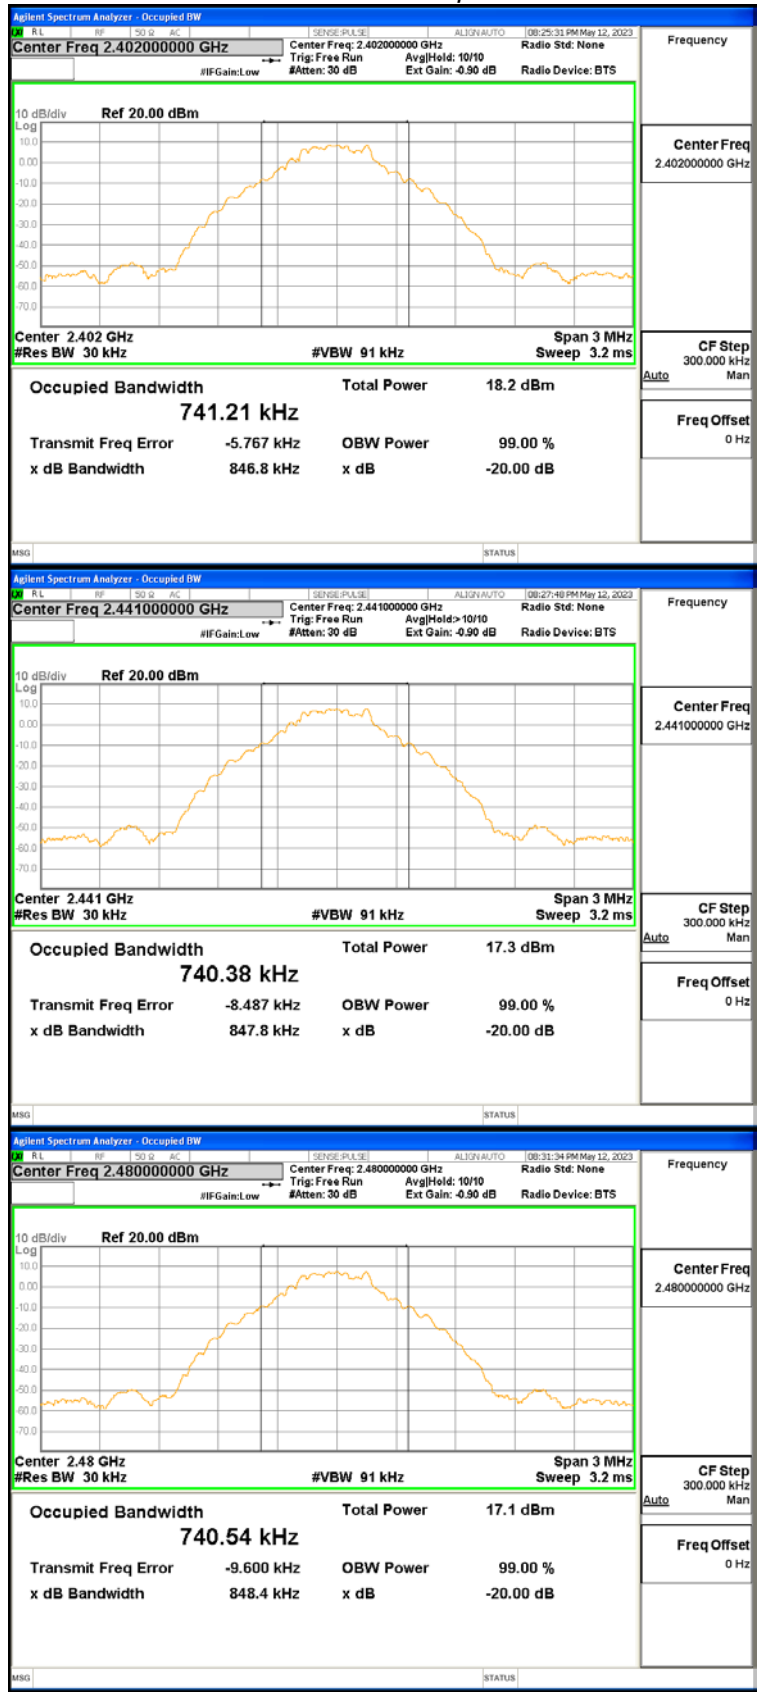 Agilent Spectrum Analyzer - Occupied BW
RL RF 50 Ω AC SENSE:PULSE ALIGN AUTO 08:25:31 PM May 12, 2023
Center Freq 2.402000000 GHz Center Freq: 2.402000000 GHz Radio Std: None Frequency
Trig: Free Run Avg|Hold: 10/10
#IFGain:Low #Atten: 30 dB Ext Gain: -0.90 dB Radio Device: BTS
10 dB/div Ref 20.00 dBm
Log
10.0
0.00
-10.0
-20.0
-30.0
-40.0
-50.0
-60.0
-70.0
Center Freq
2.402000000 GHz
Center 2.402 GHz Span 3 MHz
#Res BW 30 kHz #VBW 91 kHz Sweep 3.2 ms
CF Step
300.000 kHz
Auto Man
Occupied Bandwidth Total Power 18.2 dBm
741.21 kHz
Transmit Freq Error -5.767 kHz OBW Power 99.00 %
x dB Bandwidth 846.8 kHz x dB -20.00 dB
Freq Offset
0 Hz
MSG STATUS
Agilent Spectrum Analyzer - Occupied BW
RL RF 50 Ω AC SENSE:PULSE ALIGN AUTO 08:27:48 PM May 12, 2023
Center Freq 2.441000000 GHz Center Freq: 2.441000000 GHz Radio Std: None Frequency
Trig: Free Run Avg|Hold:>10/10
#IFGain:Low #Atten: 30 dB Ext Gain: -0.90 dB Radio Device: BTS
10 dB/div Ref 20.00 dBm
Log
10.0
0.00
-10.0
-20.0
-30.0
-40.0
-50.0
-60.0
-70.0
Center Freq
2.441000000 GHz
Center 2.441 GHz Span 3 MHz
#Res BW 30 kHz #VBW 91 kHz Sweep 3.2 ms
CF Step
300.000 kHz
Auto Man
Occupied Bandwidth Total Power 17.3 dBm
740.38 kHz
Transmit Freq Error -8.487 kHz OBW Power 99.00 %
x dB Bandwidth 847.8 kHz x dB -20.00 dB
Freq Offset
0 Hz
MSG STATUS
Agilent Spectrum Analyzer - Occupied BW
RL RF 50 Ω AC SENSE:PULSE ALIGN AUTO 08:31:34 PM May 12, 2023
Center Freq 2.480000000 GHz Center Freq: 2.480000000 GHz Radio Std: None Frequency
Trig: Free Run Avg|Hold: 10/10
#IFGain:Low #Atten: 30 dB Ext Gain: -0.90 dB Radio Device: BTS
10 dB/div Ref 20.00 dBm
Log
10.0
0.00
-10.0
-20.0
-30.0
-40.0
-50.0
-60.0
-70.0
Center Freq
2.480000000 GHz
Center 2.48 GHz Span 3 MHz
#Res BW 30 kHz #VBW 91 kHz Sweep 3.2 ms
CF Step
300.000 kHz
Auto Man
Occupied Bandwidth Total Power 17.1 dBm
740.54 kHz
Transmit Freq Error -9.600 kHz OBW Power 99.00 %
x dB Bandwidth 848.4 kHz x dB -20.00 dB
Freq Offset
0 Hz
MSG STATUS